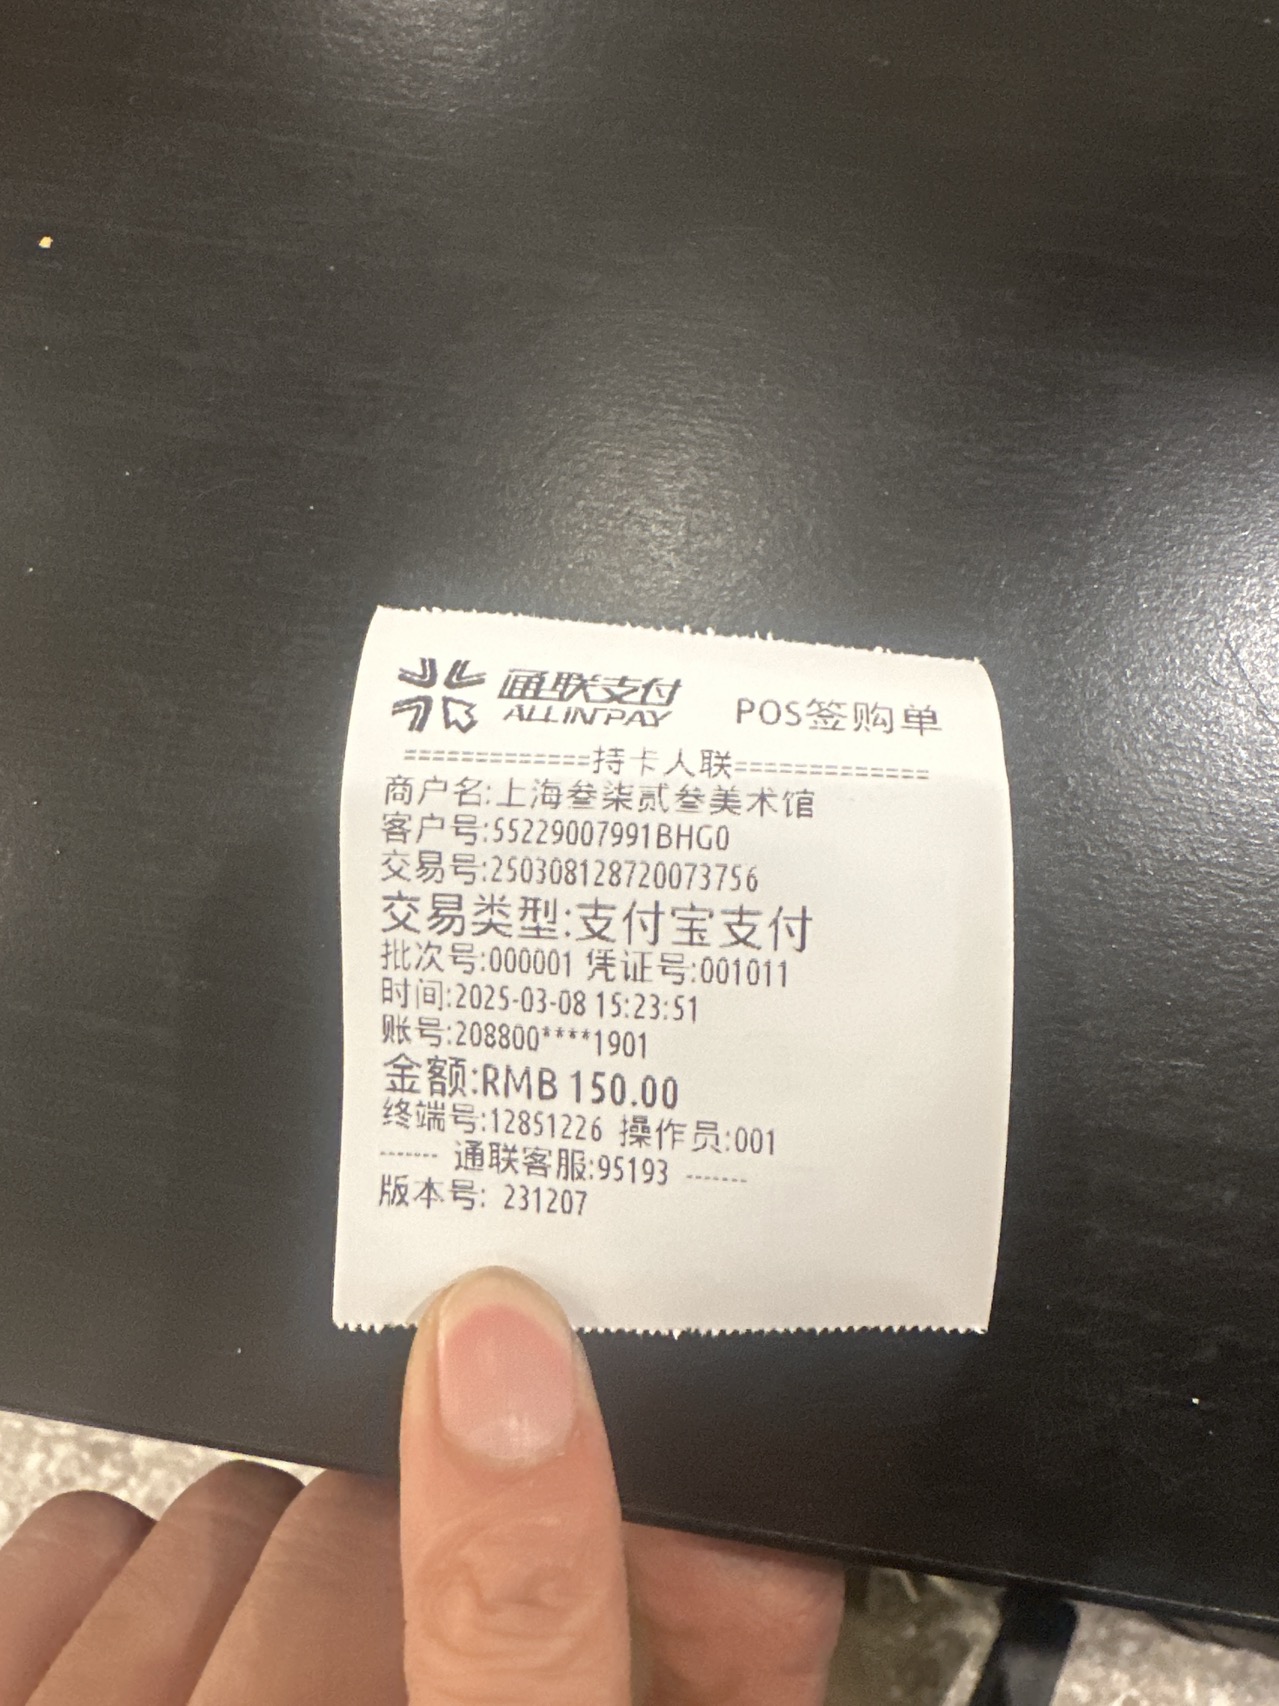 通联支付
ALLINPAY
POS签购单
=============持卡人联=============
商户名:上海叁柒贰叁美术馆
客户号:55229007991BHG0
交易号:250308128720073756
交易类型:支付宝支付
批次号:000001 凭证号:001011
时间:2025-03-08 15:23:51
账号:208800****1901
金额:RMB 150.00
终端号:12851226 操作员:001
------- 通联客服:95193 -------
版本号: 231207